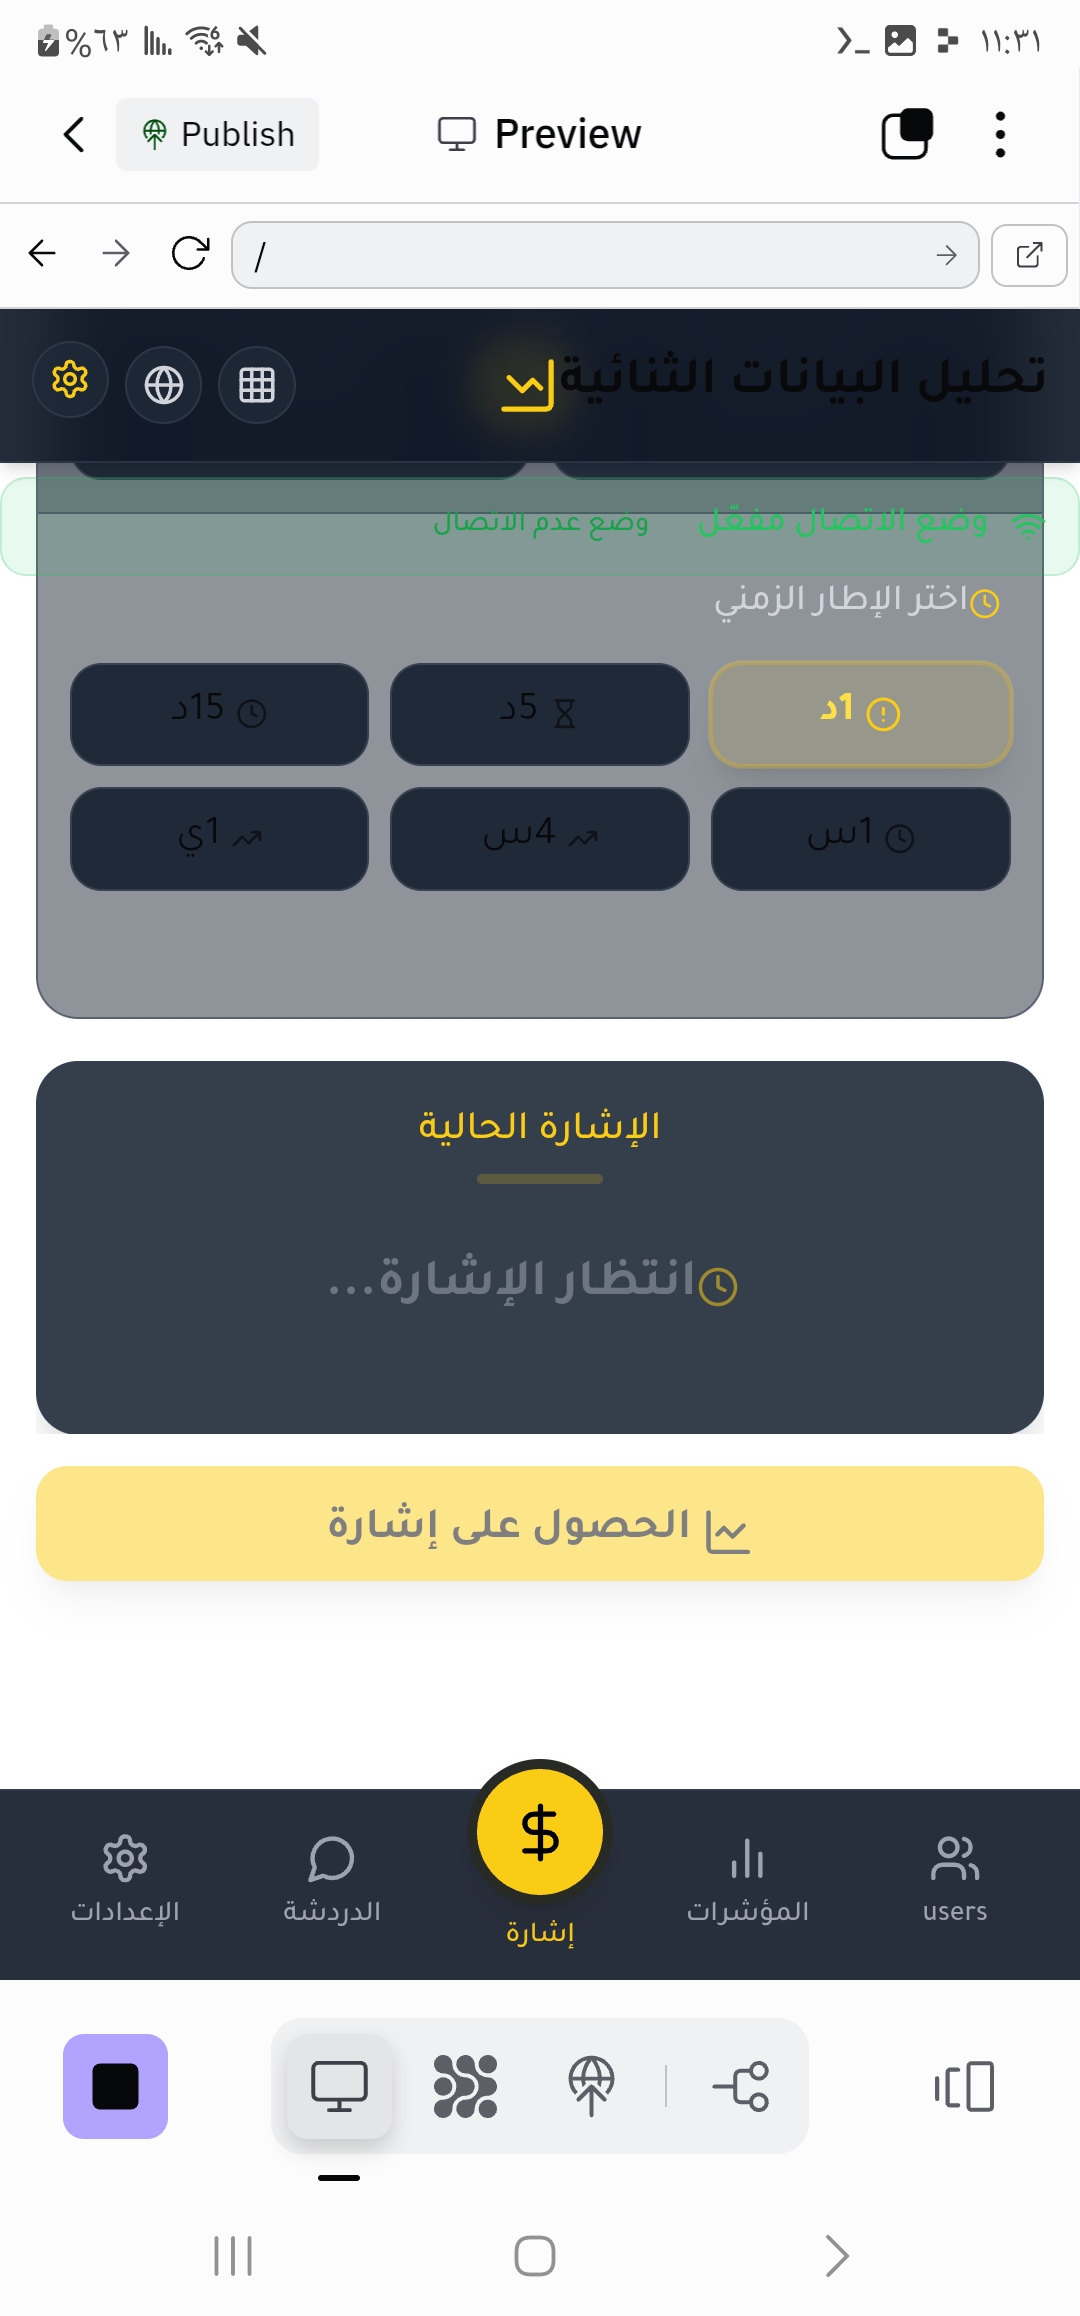 ١١:٣١
%٦٣
Publish
Preview
/
تحليل البيانات الثنائية
وضع الاتصال مفعّل
وضع عدم الاتصال
اختر الإطار الزمني
1د
5د
15د
1س
4س
1ي
الإشارة الحالية
انتظار الإشارة...
الحصول على إشارة
users
المؤشرات
إشارة
الدردشة
الإعدادات